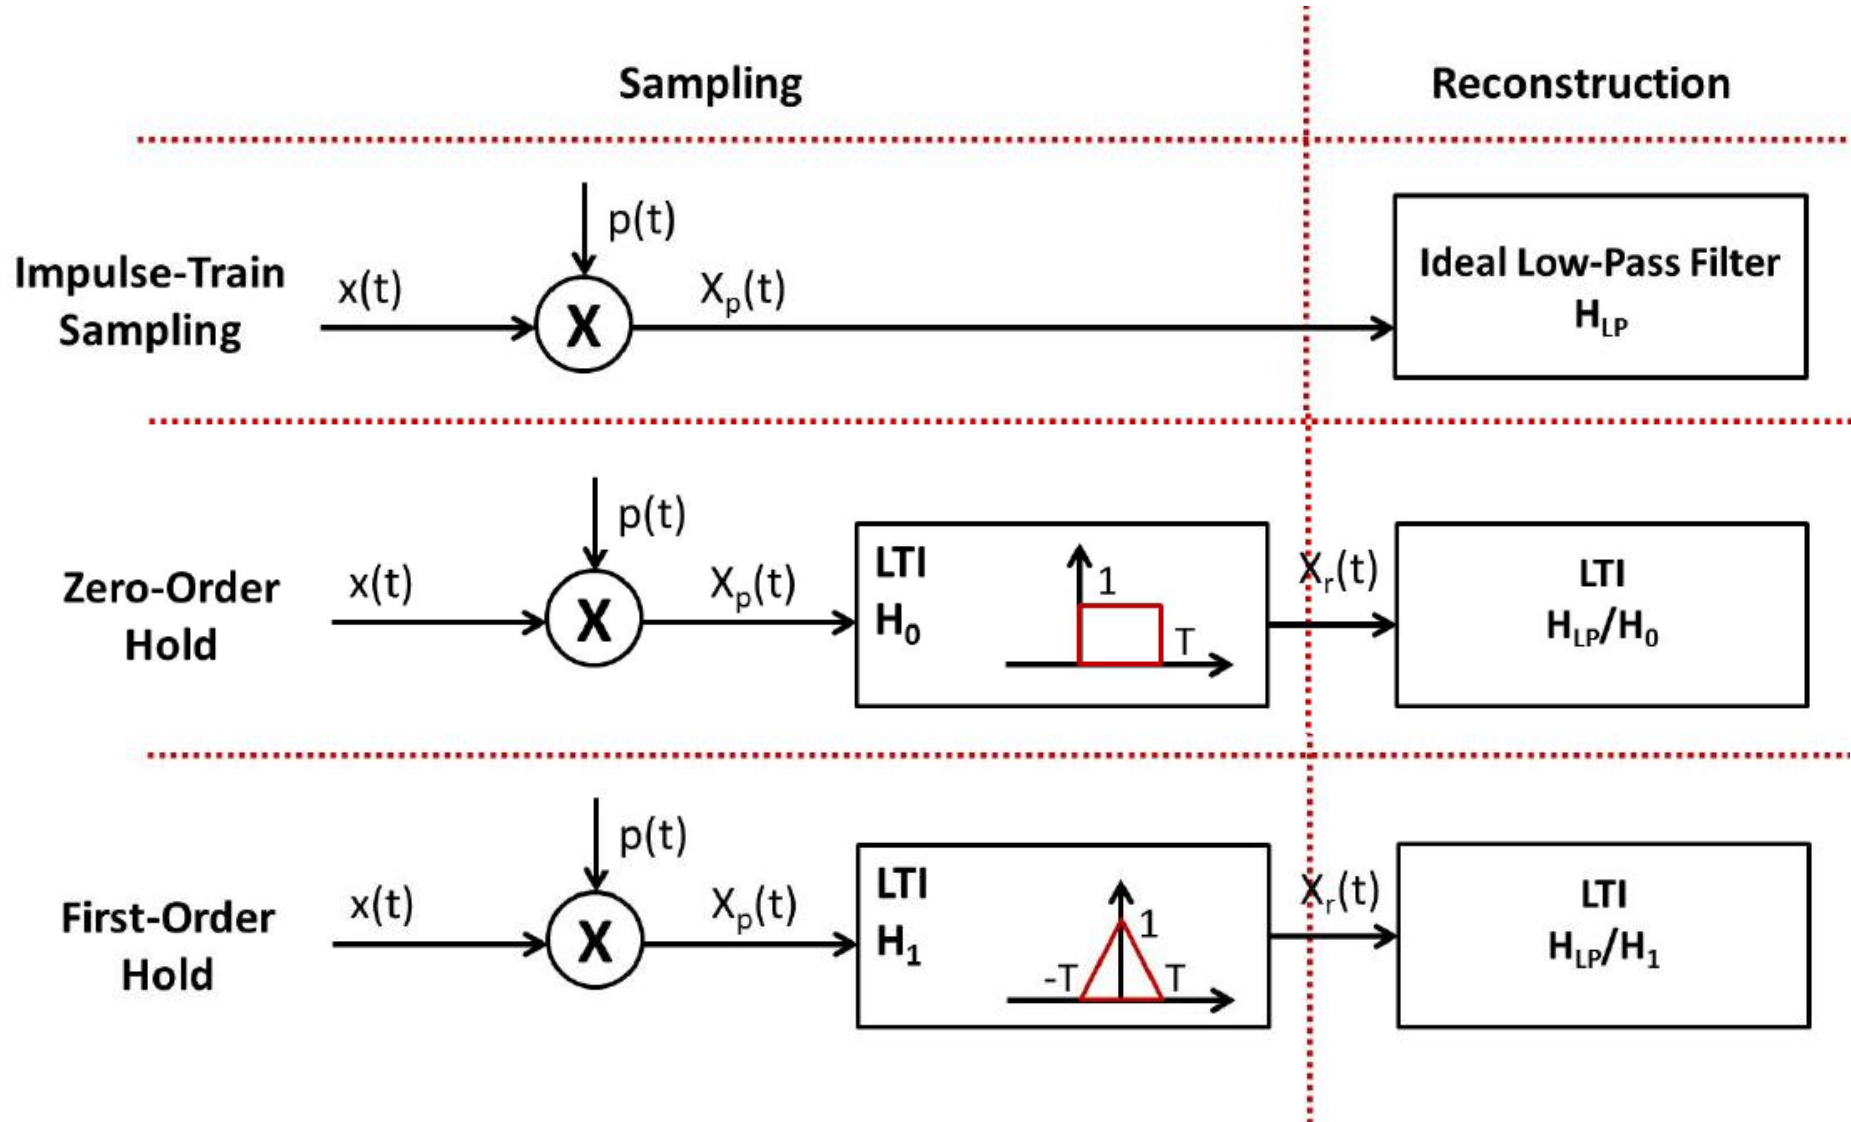 Sampling
Reconstruction
Impulse-Train
Sampling
x(t)
p(t)
X
Xp(t)
Ideal Low-Pass Filter
HLP
Zero-Order
Hold
x(t)
p(t)
X
Xp(t)
LTI
H0
1
T
Xr(t)
LTI
HLP/H0
First-Order
Hold
x(t)
p(t)
X
Xp(t)
LTI
H1
1
-T
T
Xr(t)
LTI
HLP/H1